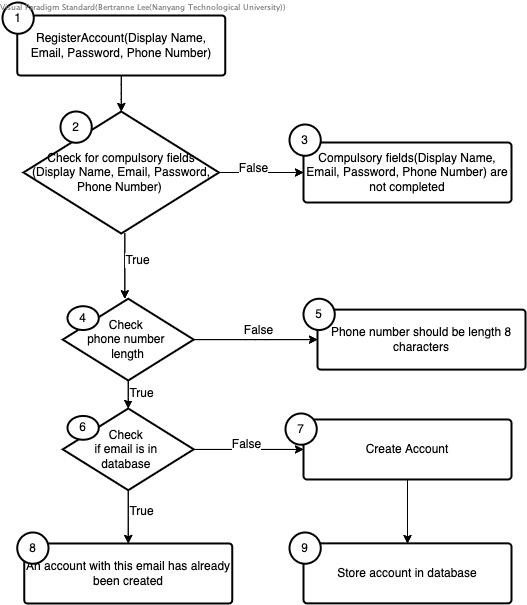 Visual Paradigm Standard(Bertranne Lee(Nanyang Technological University))
1
RegisterAccount(Display Name,
Email, Password, Phone Number)
2
Check for compulsory fields
(Display Name, Email, Password,
Phone Number)
False
3
Compulsory fields(Display Name,
Email, Password, Phone Number) are
not completed
True
4
Check
phone number
length
False
5
Phone number should be length 8
characters
True
6
Check
if email is in
database
False
7
Create Account
True
8
An account with this email has already
been created
9
Store account in database